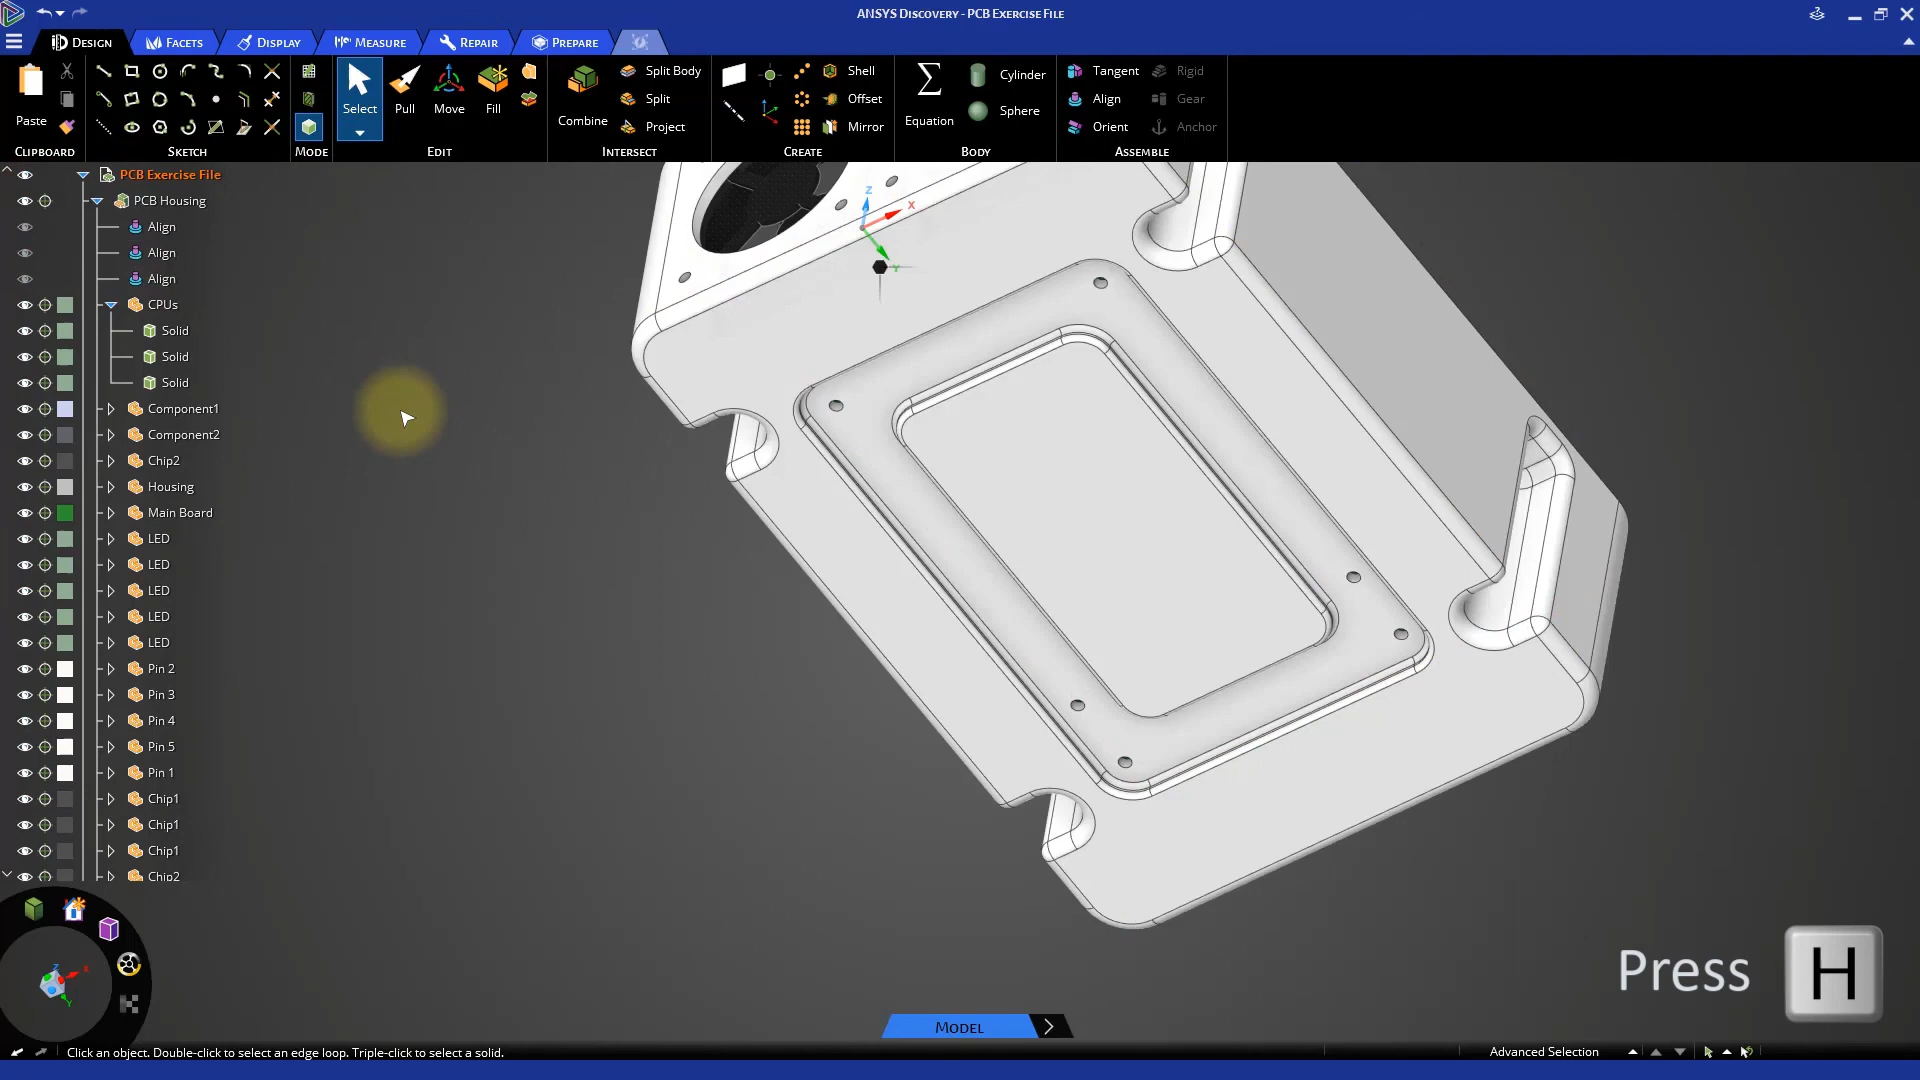 ANSYS Discovery - PCB Exercise File
Design
Facets
Display
Measure
Repair
Prepare
Paste
Clipboard
Sketch
Mode
Select
Pull
Move
Fill
Edit
Combine
Split Body
Split
Project
Intersect
Shell
Offset
Mirror
Create
Equation
Cylinder
Sphere
Body
Tangent
Align
Orient
Rigid
Gear
Anchor
Assemble
PCB Exercise File
PCB Housing
Align
Align
Align
CPUs
Solid
Solid
Solid
Component1
Component2
Chip2
Housing
Main Board
LED
LED
LED
LED
LED
Pin 2
Pin 3
Pin 4
Pin 5
Pin 1
Chip1
Chip1
Chip1
Chip2
Z
X
Y
Z
X
Y
Press H
Model
Click an object. Double-click to select an edge loop. Triple-click to select a solid.
Advanced Selection